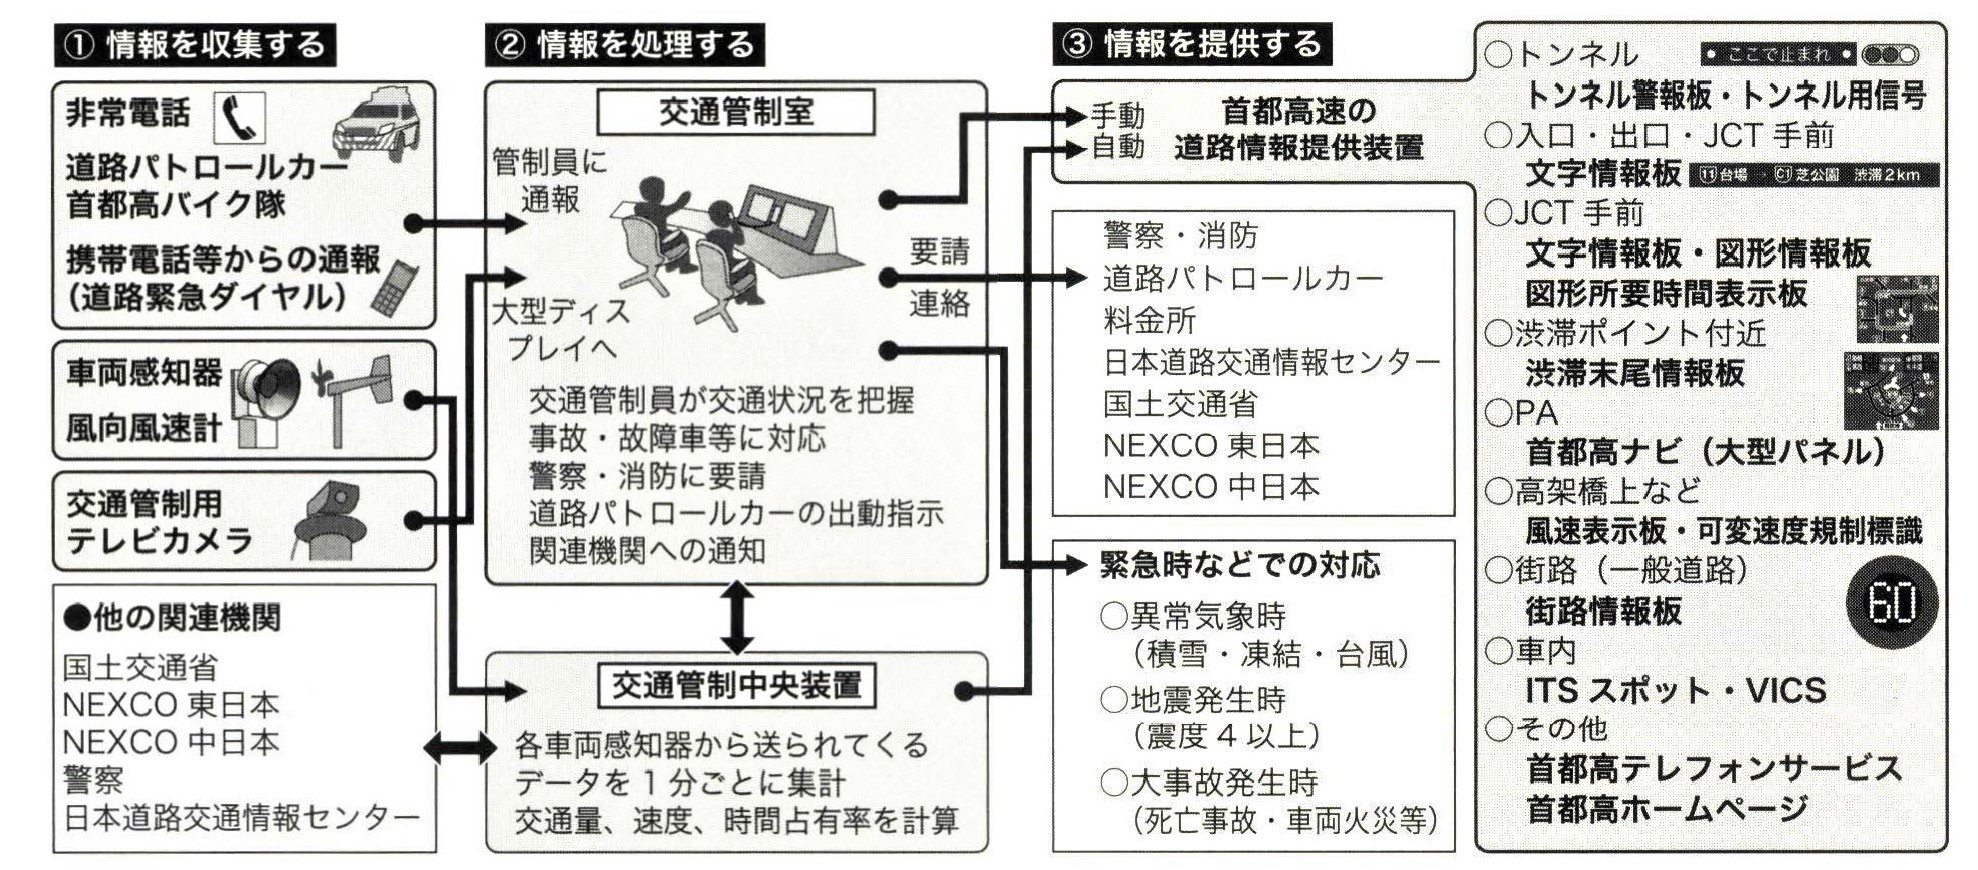 ① 情報を収集する
非常電話
道路パトロールカー
首都高バイク隊
携帯電話等からの通報
（道路緊急ダイヤル）
車両感知器
風向風速計
交通管制用
テレビカメラ
●他の関連機関
国土交通省
NEXCO 東日本
NEXCO 中日本
警察
日本道路交通情報センター
② 情報を処理する
交通管制室
管制員に
通報
大型ディス
プレイへ
要請
連絡
交通管制員が交通状況を把握
事故・故障車等に対応
警察・消防に要請
道路パトロールカーの出動指示
関連機関への通知
交通管制中央装置
各車両感知器から送られてくる
データを 1 分ごとに集計
交通量、速度、時間占有率を計算
③ 情報を提供する
手動
自動
首都高速の
道路情報提供装置
警察・消防
道路パトロールカー
料金所
日本道路交通情報センター
国土交通省
NEXCO 東日本
NEXCO 中日本
緊急時などでの対応
○異常気象時
（積雪・凍結・台風）
○地震発生時
（震度 4 以上）
○大事故発生時
（死亡事故・車両火災等）
○トンネル
• ここで止まれ •
トンネル警報板・トンネル用信号
○入口・出口・JCT 手前
文字情報板
⑪台場 C1芝公園 渋滞2km
○JCT 手前
文字情報板・図形情報板
図形所要時間表示板
○渋滞ポイント付近
渋滞末尾情報板
○PA
首都高ナビ（大型パネル）
○高架橋上など
風速表示板・可変速度規制標識
○街路（一般道路）
街路情報板
60
○車内
ITS スポット・VICS
○その他
首都高テレフォンサービス
首都高ホームページ